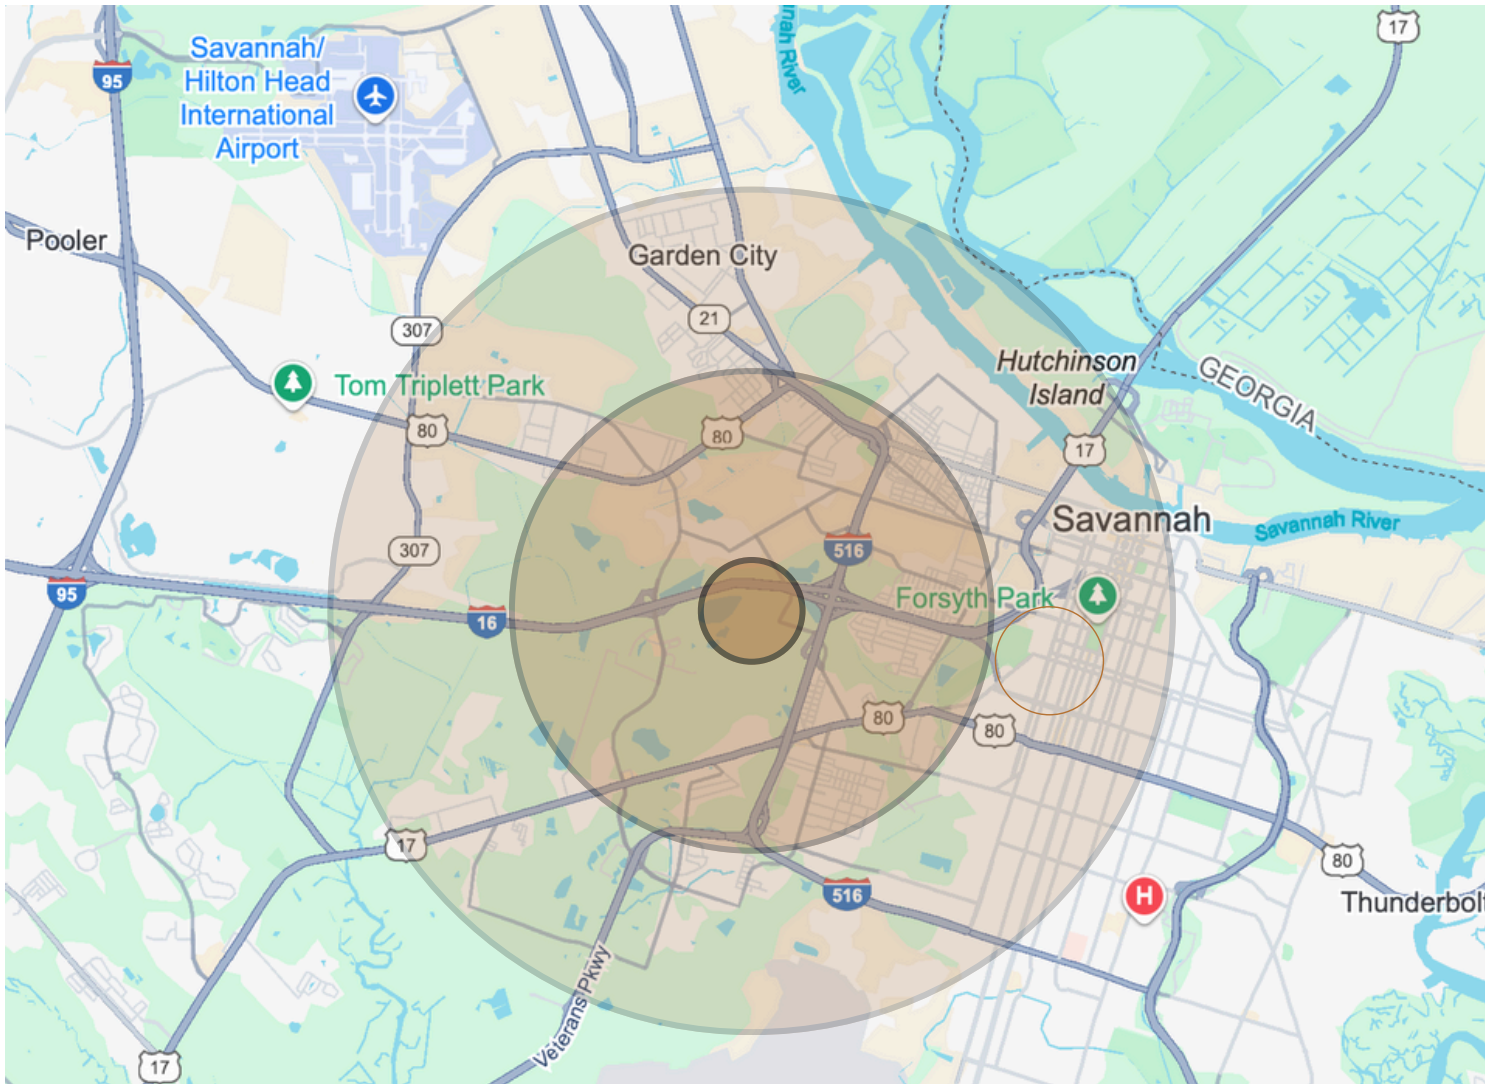 17
95
Savannah/
Hilton Head
International
Airport
nah River
Pooler
Garden City
21
307
Hutchinson
Island
GEORGIA
Tom Triplett Park
80
80
17
Savannah
Savannah River
307
516
95
16
Forsyth Park
80
80
17
80
516
H
Thunderbolt
Veterans Pkwy
17